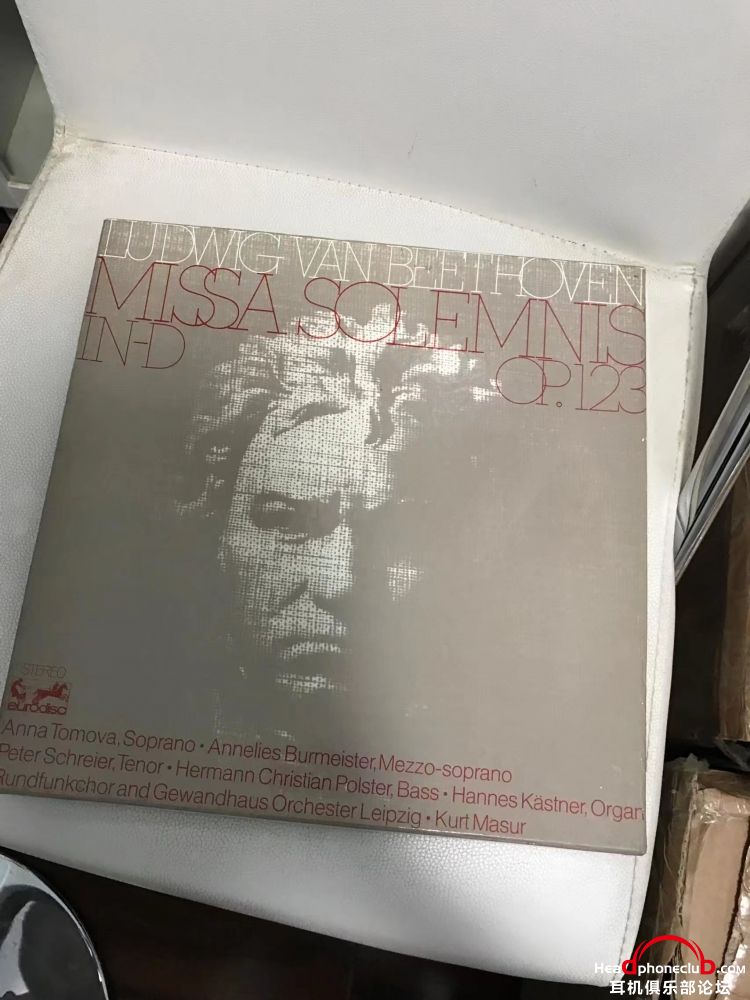 LUDWIG VAN BEETHOVEN
MISSA SOLEMNIS
IN-D
OP. 123
STEREO
eurodisc
Anna Tomova, Soprano • Annelies Burmeister, Mezzo-soprano
Peter Schreier, Tenor • Hermann Christian Polster, Bass • Hannes Kästner, Organ
Rundfunkchor and Gewandhaus Orchester Leipzig • Kurt Masur
Headphoneclub.com
耳机俱乐部论坛